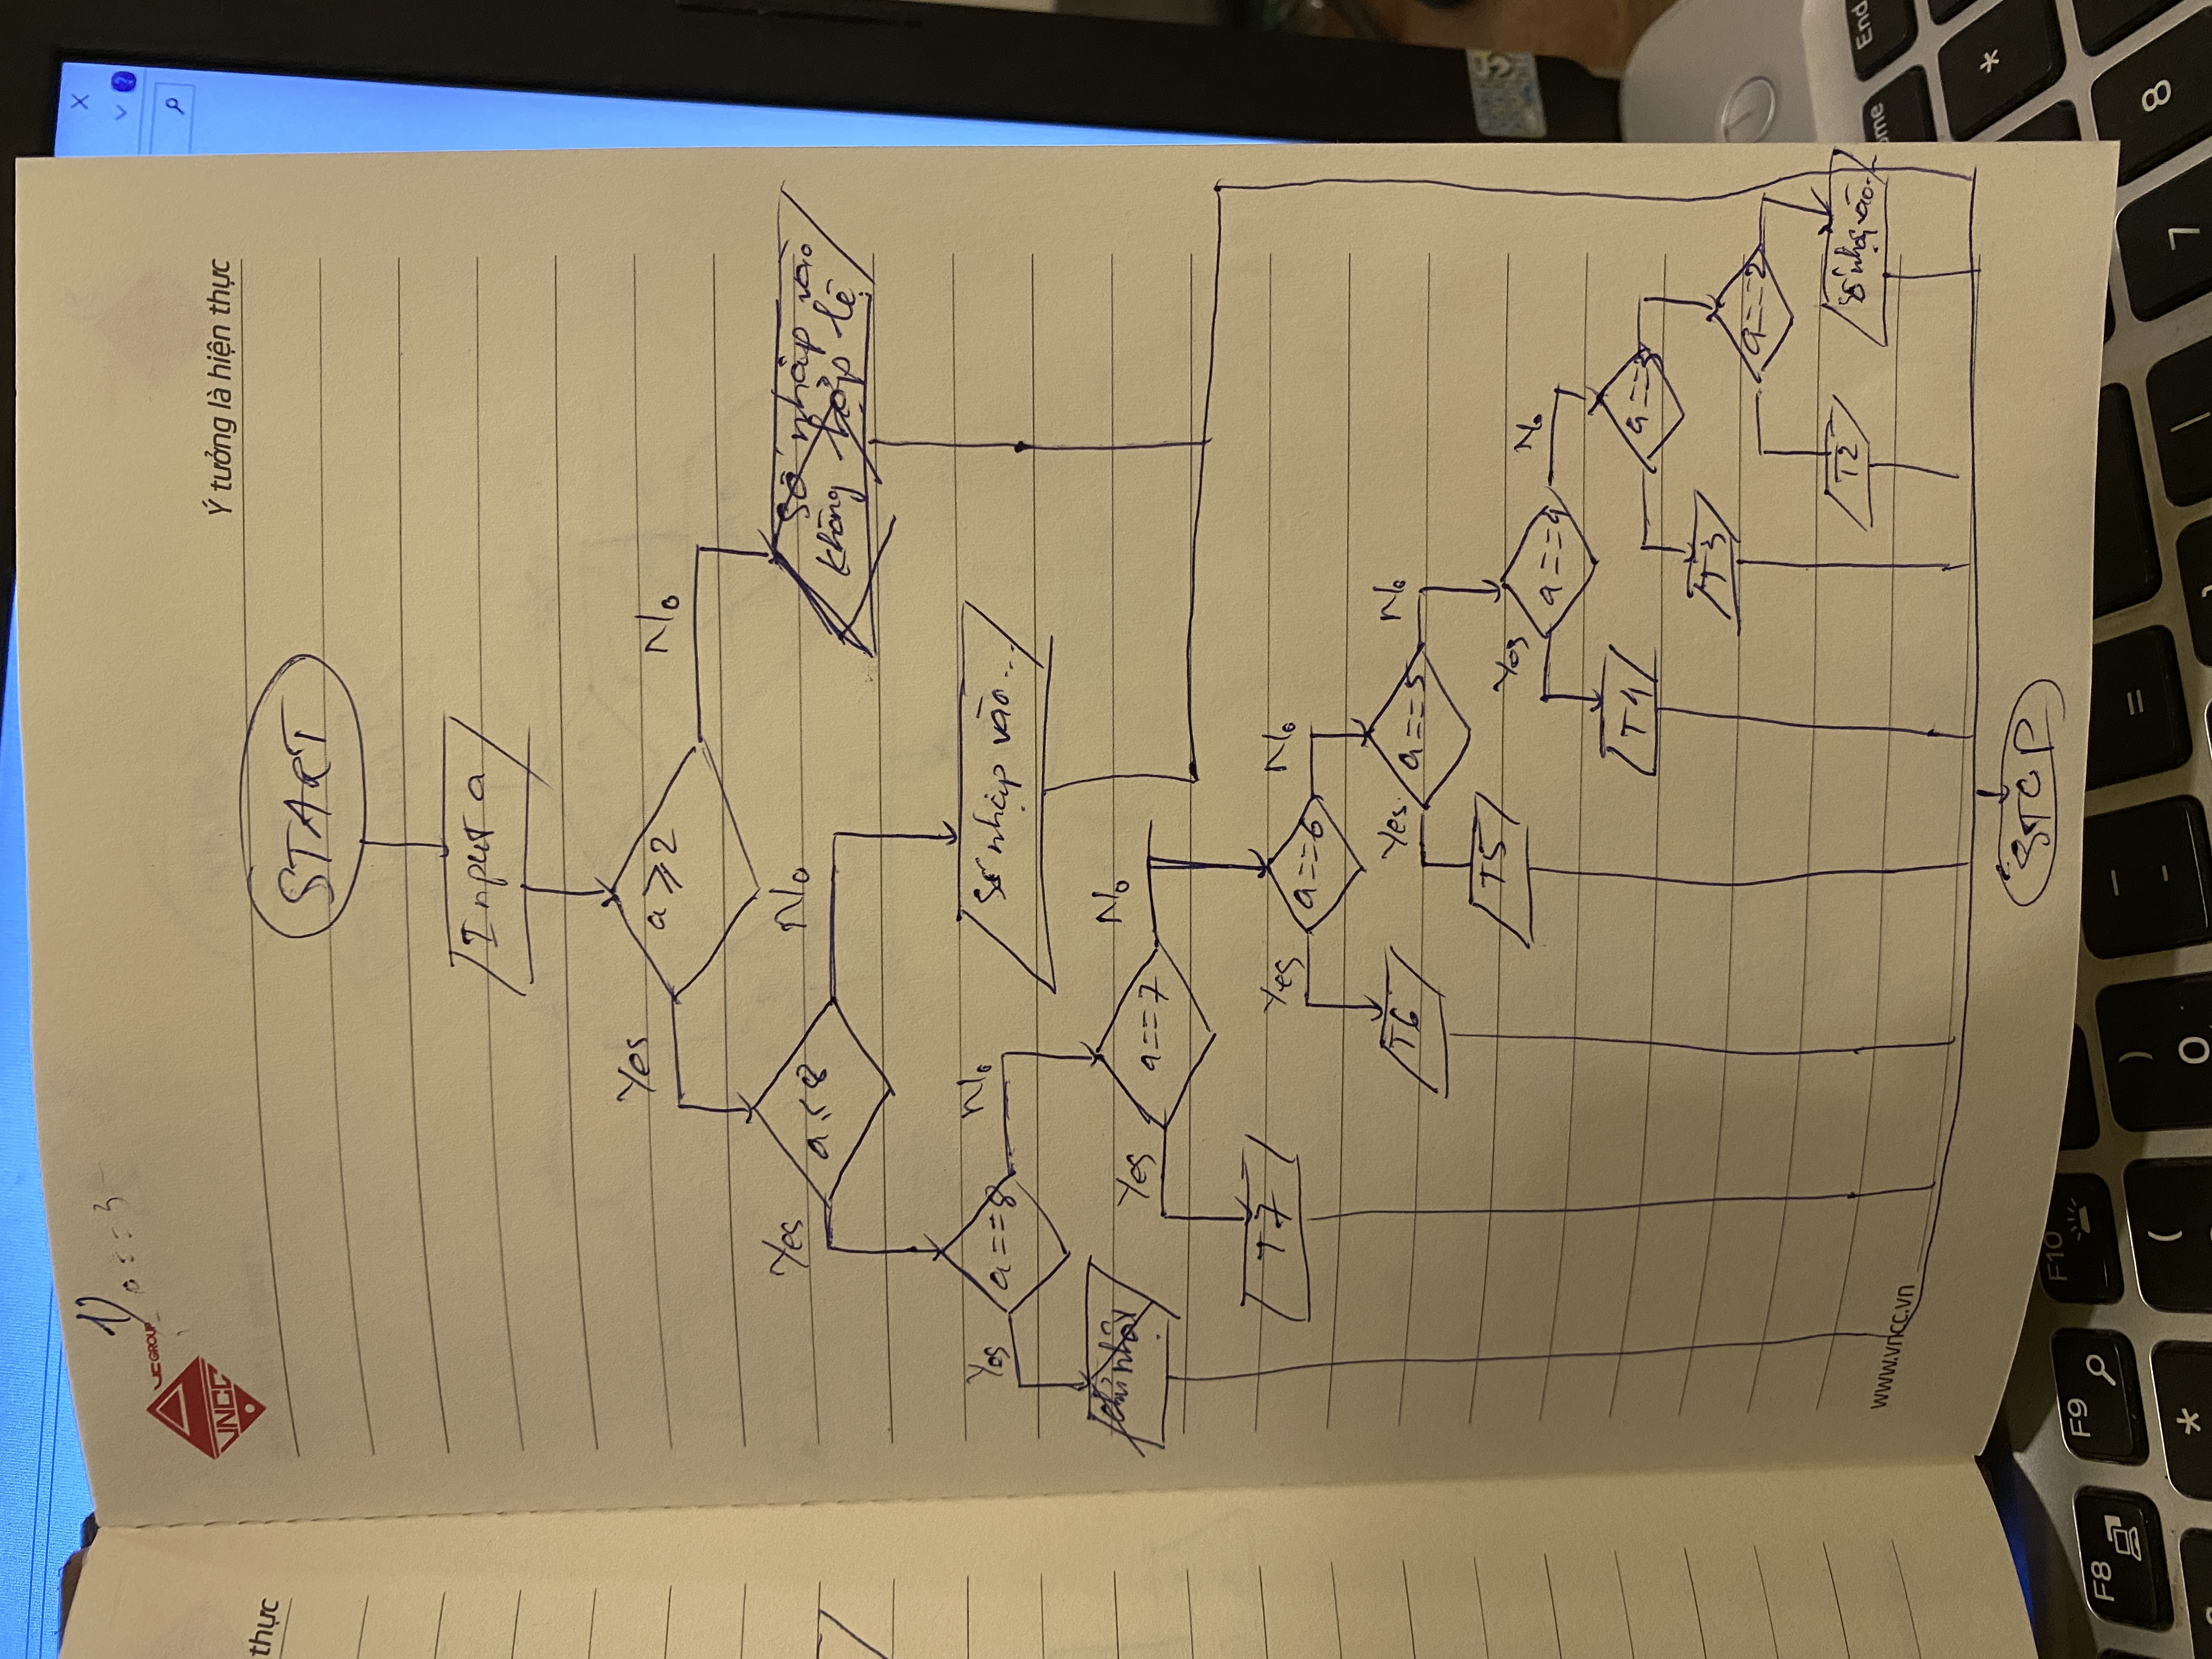 1)
VC GROUP
VNCC
Ý tưởng là hiện thực
thực
START
Input a
Yes
a ⩾ 2
No
Yes
a ≤ 8
No
Số nhập vào
không hợp lệ
Yes
a==8
No
Số nhập vào...
chủ nhật
Yes
a==7
No
T7
Yes
a==6
No
T6
Yes
a==5
No
T5
Yes
a==4
No
T4
a==3
T3
a==2
T2
Số nhập vào...
www.vncc.vn
STOP
F8
F9
F10
End
*
*
(
)
0
-
-
=
7
8